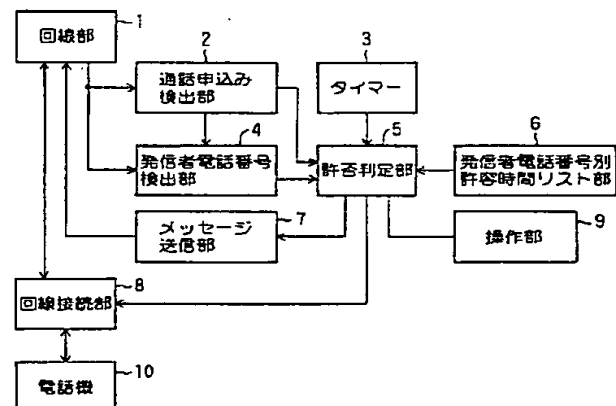 1
回線部
2
通話申込み
検出部
3
タイマー
4
発信者電話番号
検出部
5
許否判定部
6
発信者電話番号別
許容時間リスト部
7
メッセージ
送信部
9
操作部
8
回線接続部
10
電話機